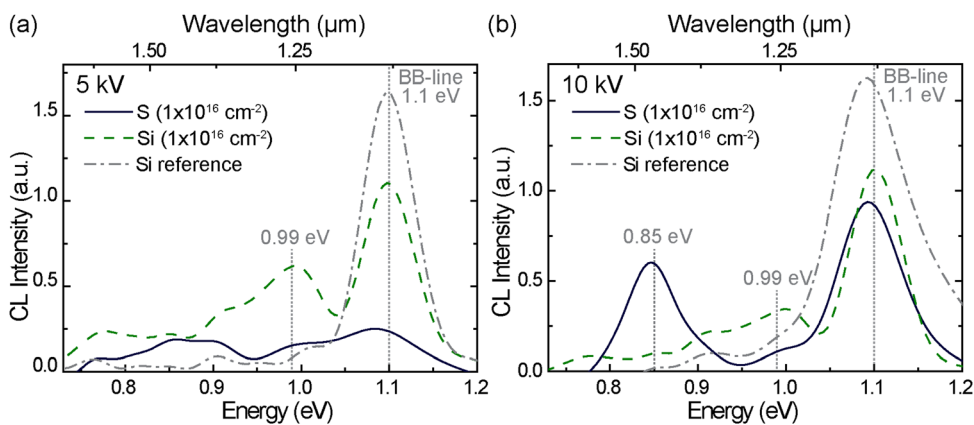 (a)
Wavelength (µm)
1.50 1.25
5 kV
BB-line
1.1 eV
S (1x10¹⁶ cm⁻²)
Si (1x10¹⁶ cm⁻²)
Si reference
0.99 eV
CL Intensity (a.u.)
1.5
1.0
0.5
0.0
0.8 0.9 1.0 1.1 1.2
Energy (eV)
(b)
Wavelength (µm)
1.50 1.25
10 kV
BB-line
1.1 eV
S (1x10¹⁶ cm⁻²)
Si (1x10¹⁶ cm⁻²)
Si reference
0.85 eV
0.99 eV
CL Intensity (a.u.)
1.5
1.0
0.5
0.0
0.8 0.9 1.0 1.1 1.2
Energy (eV)